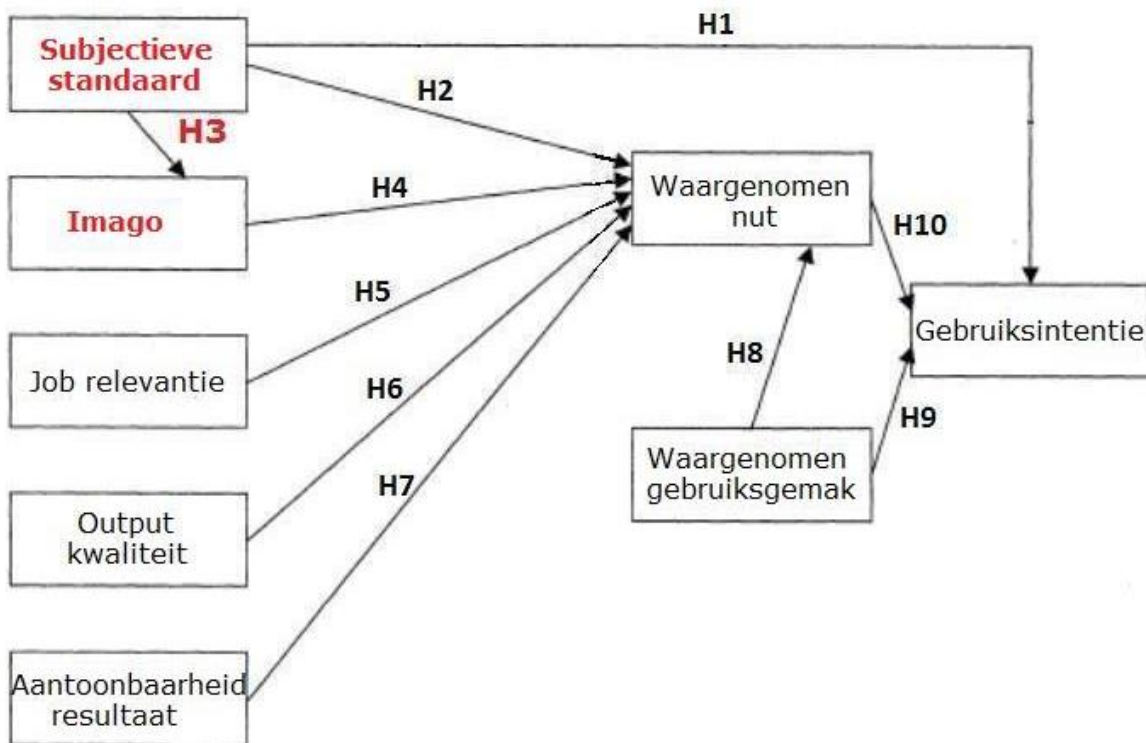 Subjectieve
standaard
H1
H2
H3
Imago
H4
Waargenomen
nut
H10
H5
Job relevantie
H6
H8
Gebruiksintentie
H9
H7
Waargenomen
gebruiksgemak
Output
kwaliteit
Aantoonbaarheid
resultaat